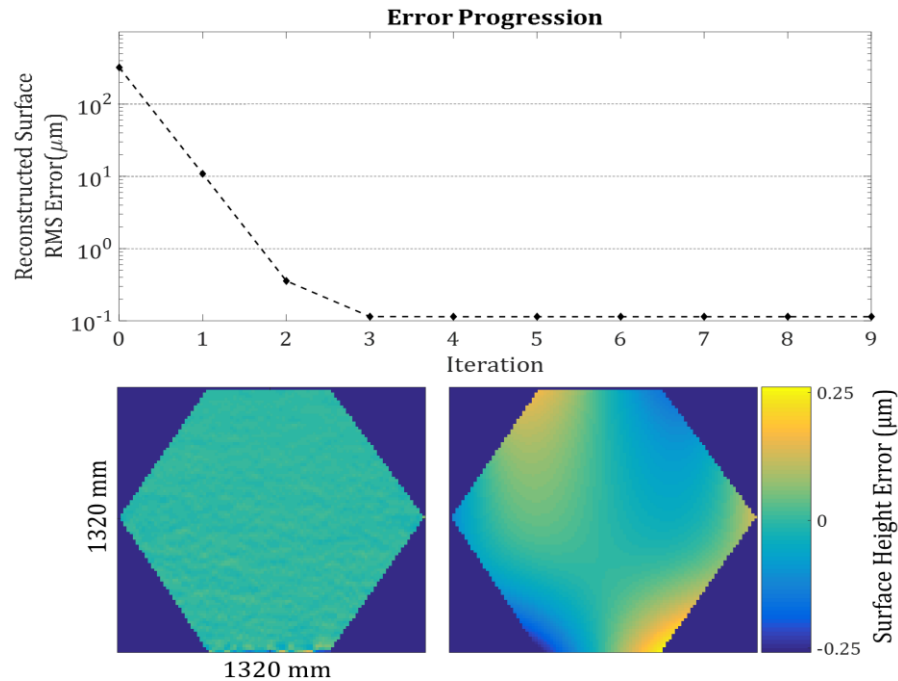 Error Progression
Reconstructed Surface
RMS Error(μm)
10²
10¹
10⁰
10⁻¹
0 1 2 3 4 5 6 7 8 9
Iteration
1320 mm
1320 mm
0.25
0
-0.25
Surface Height Error (μm)